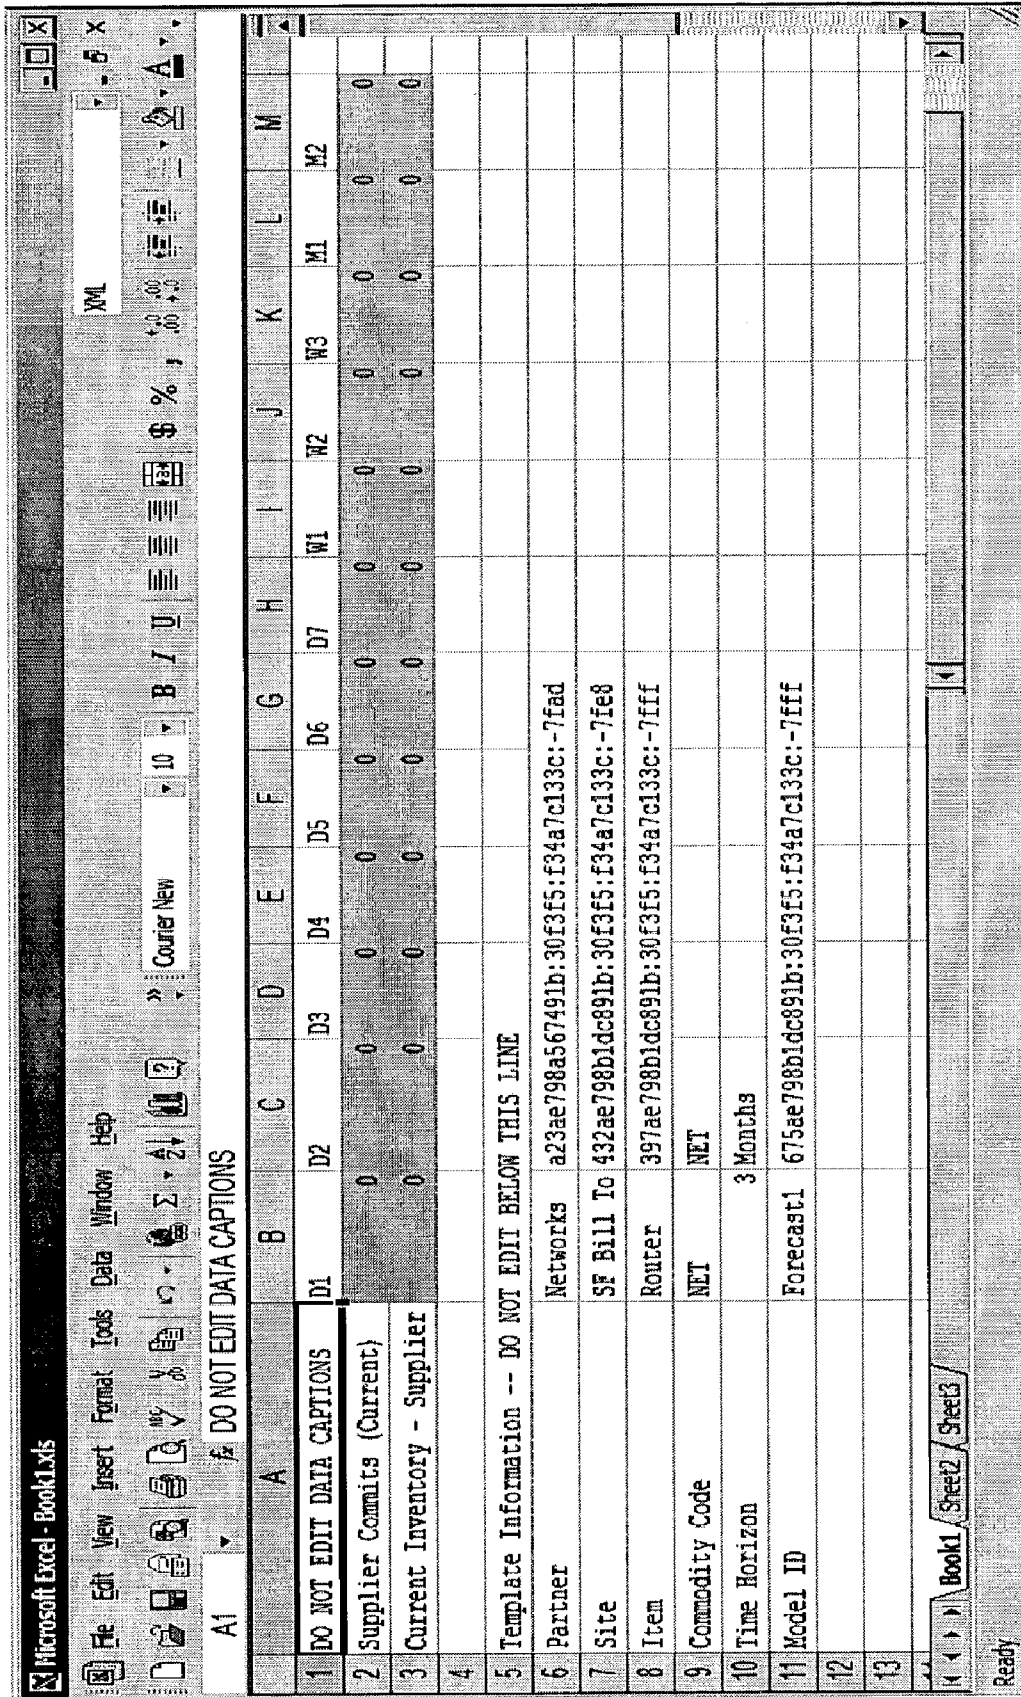 Microsoft Excel - Book1.xls
File Edit View Insert Format Tools Data Window Help
XML
Courier New 10 B I U $ % ,
A1 fx DO NOT EDIT DATA CAPTIONS
A B C D E F G H I J K L M
1 DO NOT EDIT DATA CAPTIONS D1 D2 D3 D4 D5 D6 D7 W1 W2 W3 M1 M2
2 Supplier Commits (Current) 0 0 0 0 0 0 0 0 0 0 0 0
3 Current Inventory - Supplier 0 0 0 0 0 0 0 0 0 0 0 0
4
5 Template Information -- DO NOT EDIT BELOW THIS LINE
6 Partner Networks a23ae798a567491b:30f3f5:f34a7c133c:-7fad
7 Site SF Bill To 432ae798b1dc891b:30f3f5:f34a7c133c:-7fe8
8 Item Router 397ae798b1dc891b:30f3f5:f34a7c133c:-7fff
9 Commodity Code NET NET
10 Time Horizon 3 Months
11 Model ID Forecast1 675ae798b1dc891b:30f3f5:f34a7c133c:-7fff
12
13
Book1 Sheet2 Sheet3
Ready